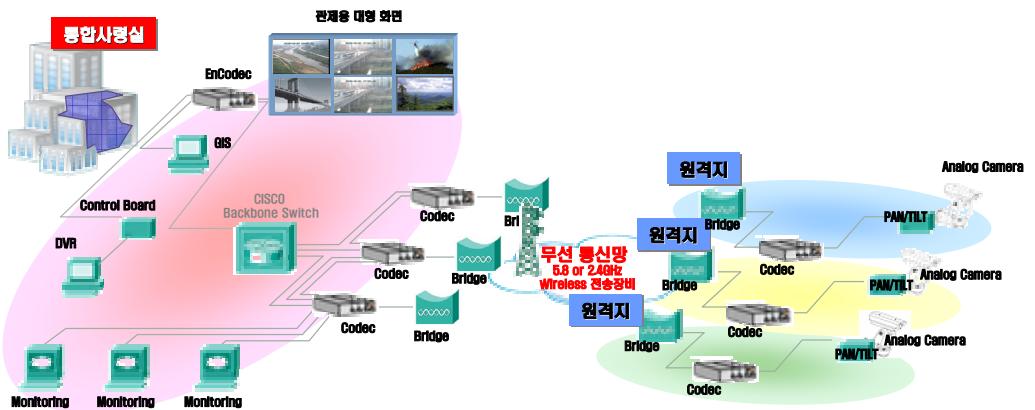 통합사령실
관제용 대형 화면
EnCodec
GIS
Control Board
DVR
CISCO
Backbone Switch
Codec
Codec
Codec
Bri
Bridge
Bridge
Monitoring
Monitoring
Monitoring
무선 통신망
5.8 or 2.4GHz
Wireless 전송장비
원격지
원격지
원격지
Bridge
Bridge
Bridge
Codec
Codec
Codec
PAN/TILT
PAN/TILT
PAN/TILT
Analog Camera
Analog Camera
Analog Camera